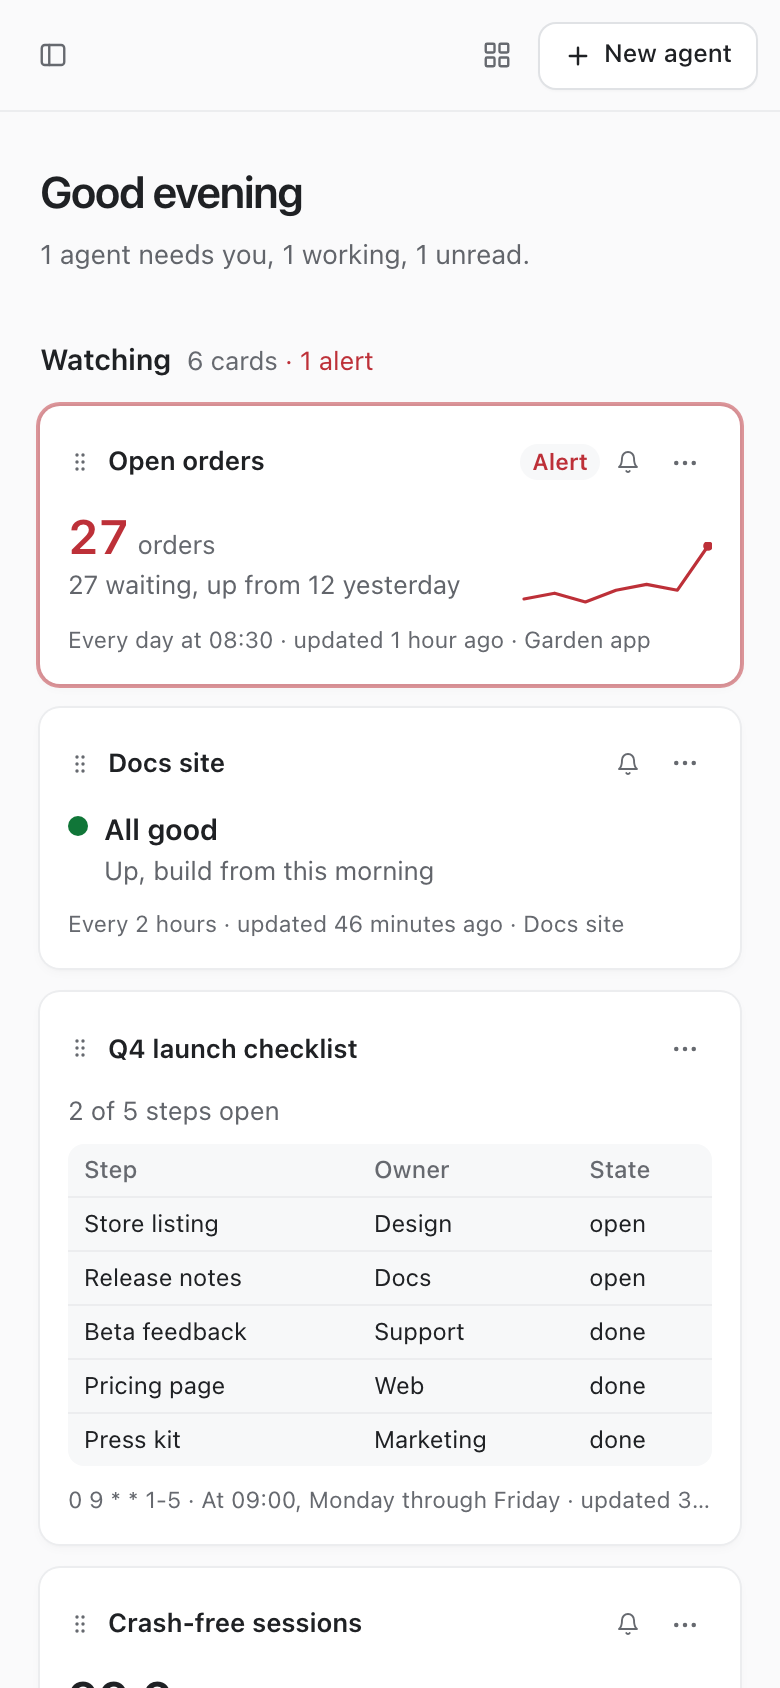 New agent
Good evening
1 agent needs you, 1 working, 1 unread.
Watching 6 cards · 1 alert
Open orders Alert
27 orders
27 waiting, up from 12 yesterday
Every day at 08:30 · updated 1 hour ago · Garden app
Docs site
All good
Up, build from this morning
Every 2 hours · updated 46 minutes ago · Docs site
Q4 launch checklist
2 of 5 steps open
Step Owner State
Store listing Design open
Release notes Docs open
Beta feedback Support done
Pricing page Web done
Press kit Marketing done
0 9 * * 1-5 · At 09:00, Monday through Friday · updated 3...
Crash-free sessions